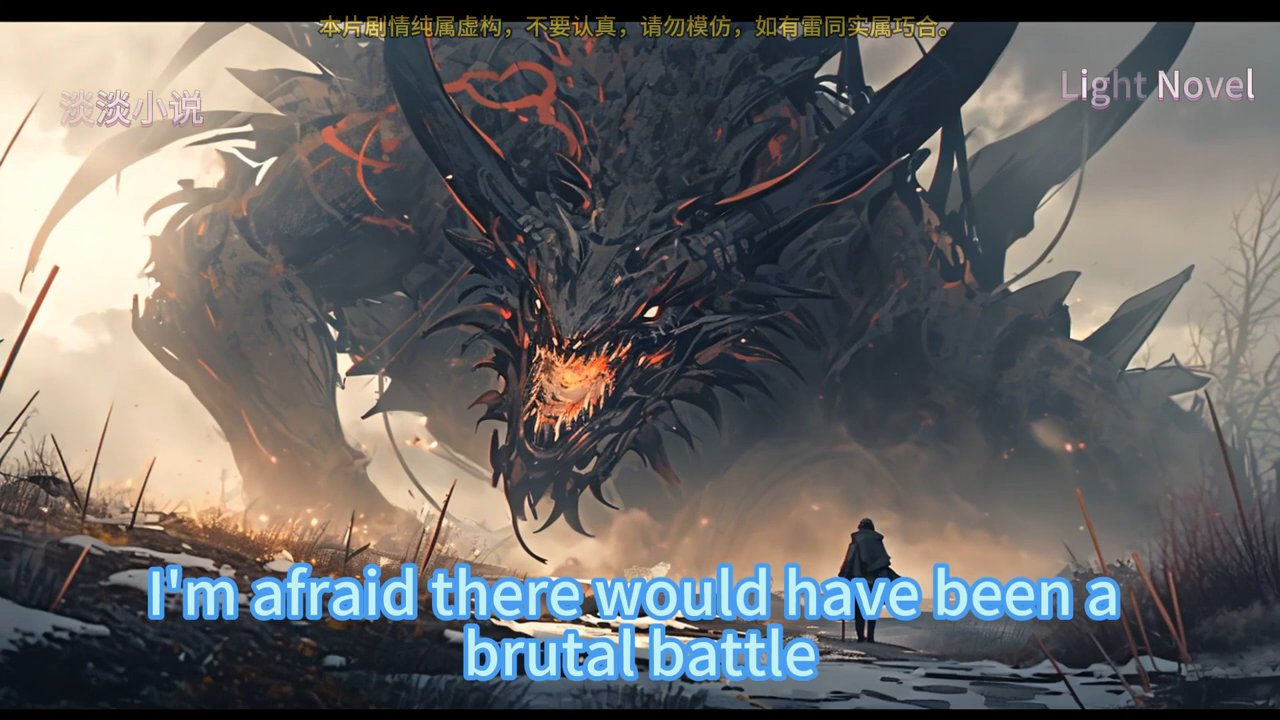 本片剧情纯属虚构，不要认真，请勿模仿，如有雷同实属巧合。
淡淡小说
Light Novel
I'm afraid there would have been a
brutal battle